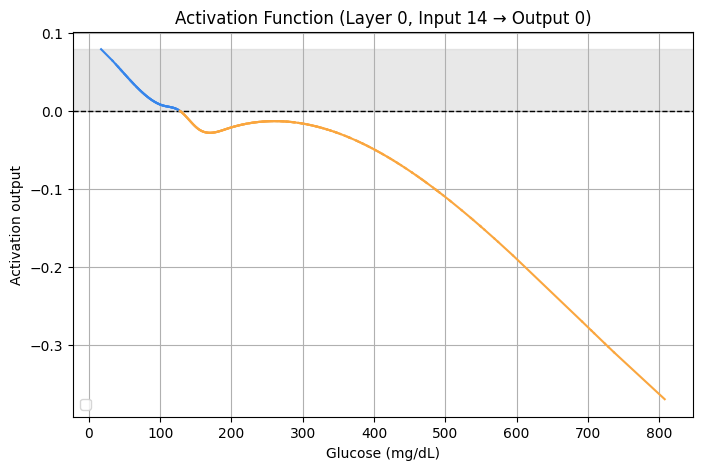 Activation Function (Layer 0, Input 14 → Output 0)
0.1
0.0
−0.1
−0.2
−0.3
Activation output
0 100 200 300 400 500 600 700 800
Glucose (mg/dL)